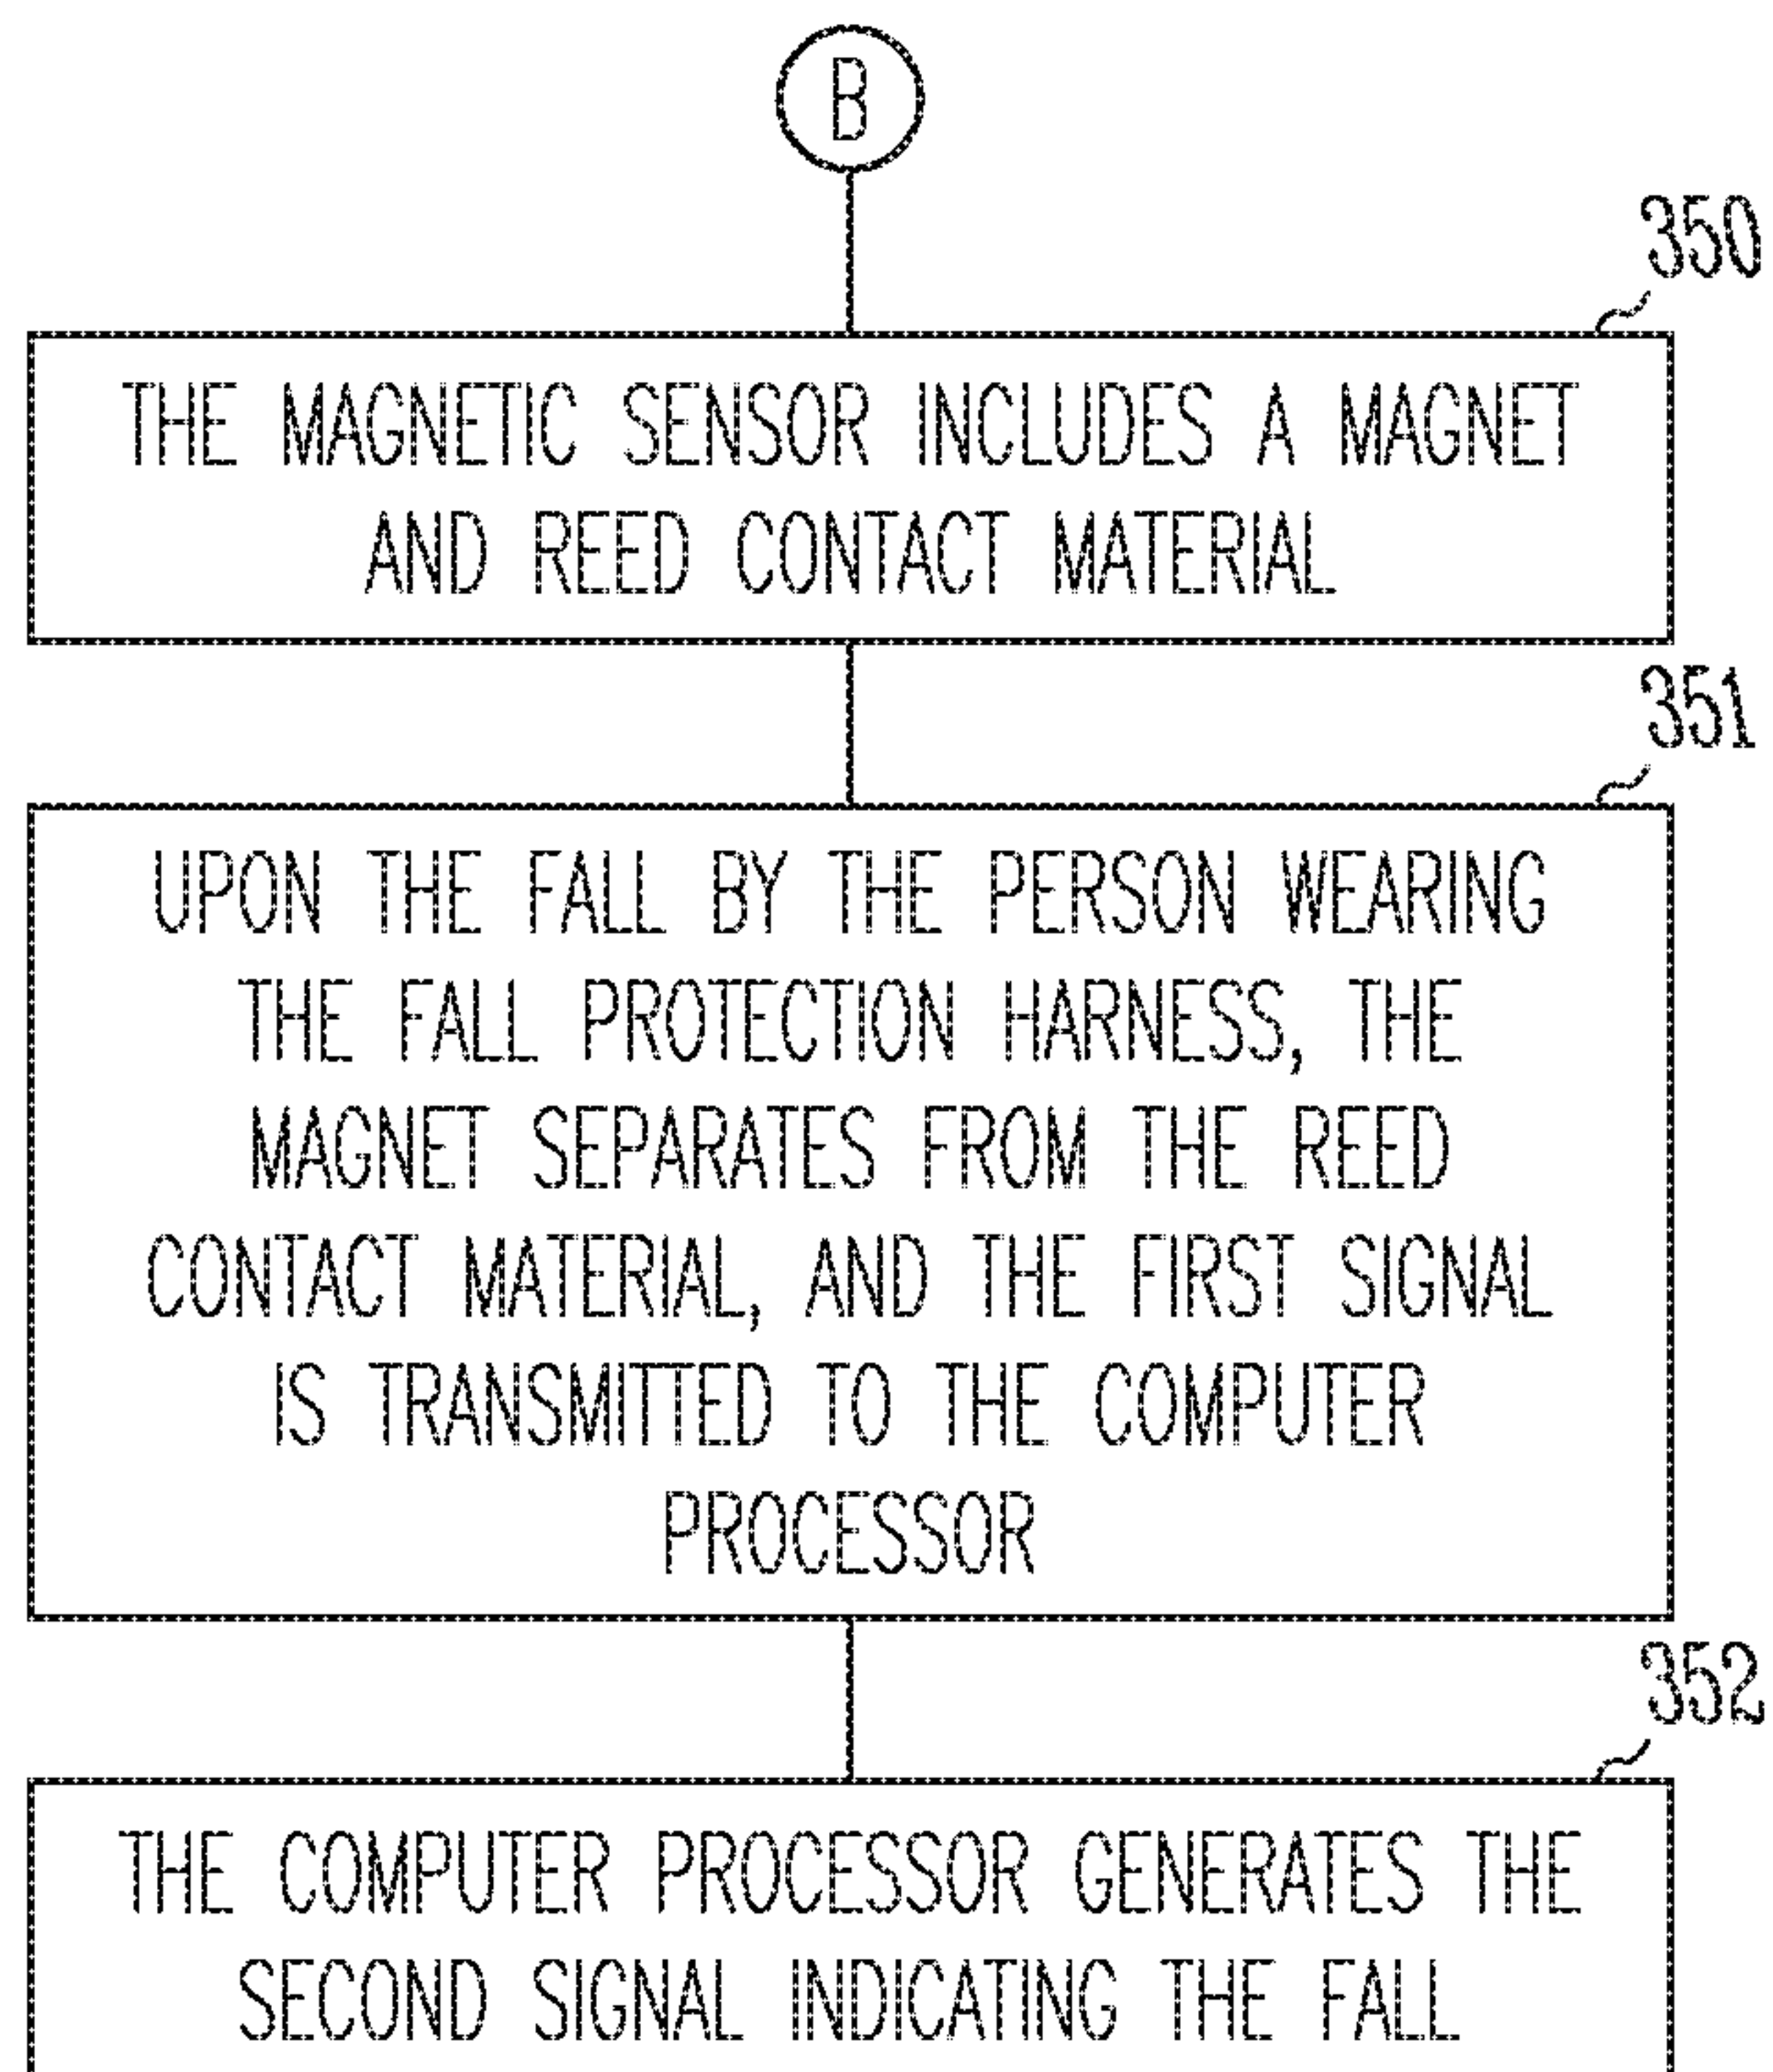 B
350
THE MAGNETIC SENSOR INCLUDES A MAGNET
AND REED CONTACT MATERIAL
351
UPON THE FALL BY THE PERSON WEARING
THE FALL PROTECTION HARNESS, THE
MAGNET SEPARATES FROM THE REED
CONTACT MATERIAL, AND THE FIRST SIGNAL
IS TRANSMITTED TO THE COMPUTER
PROCESSOR
352
THE COMPUTER PROCESSOR GENERATES THE
SECOND SIGNAL INDICATING THE FALL